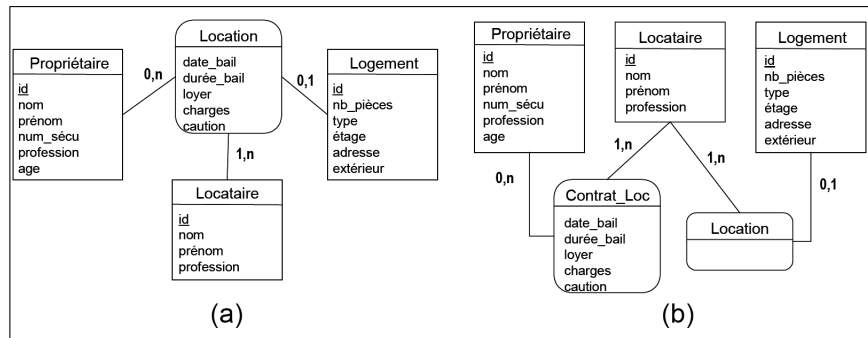 Propriétaire
id
nom
prénom
num_sécu
profession
age
0,n
Location
date_bail
durée_bail
loyer
charges
caution
0,1
Logement
id
nb_pièces
type
étage
adresse
extérieur
1,n
Locataire
id
nom
prénom
profession
(a)
Propriétaire
id
nom
prénom
num_sécu
profession
age
Locataire
id
nom
prénom
profession
Logement
id
nb_pièces
type
étage
adresse
extérieur
0,n
1,n
1,n
0,1
Contrat_Loc
date_bail
durée_bail
loyer
charges
caution
Location
(b)